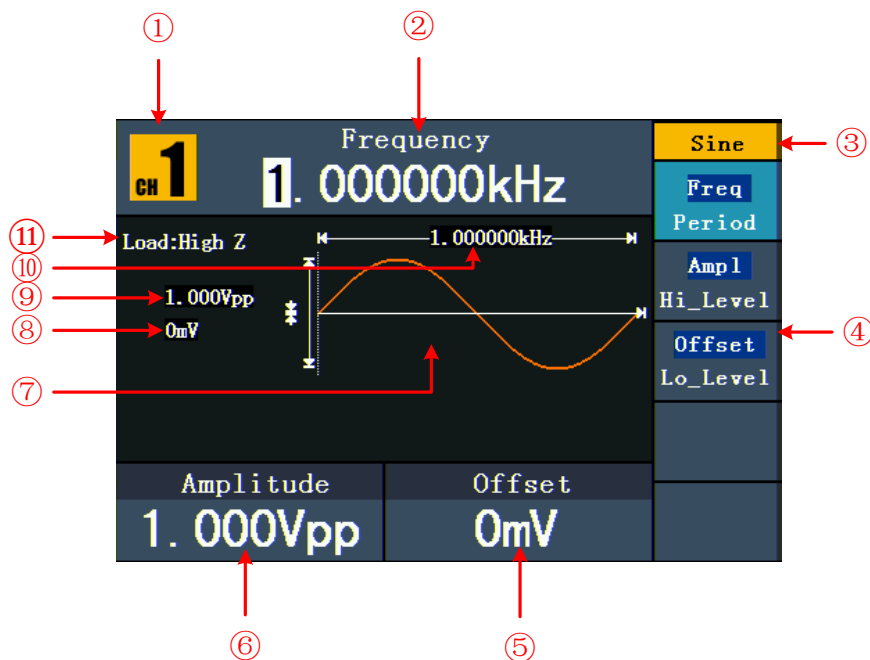 ① ②
Frequency
CH 1
1. 000000kHz
Sine ③
Freq
Period
⑪ Load:High Z
⑩ 1. 000000kHz
Ampl
Hi_Level
⑨ 1. 000Vpp
⑧ 0mV
Offset ④
Lo_Level
⑦
Amplitude
1. 000Vpp
Offset
0mV
⑥ ⑤